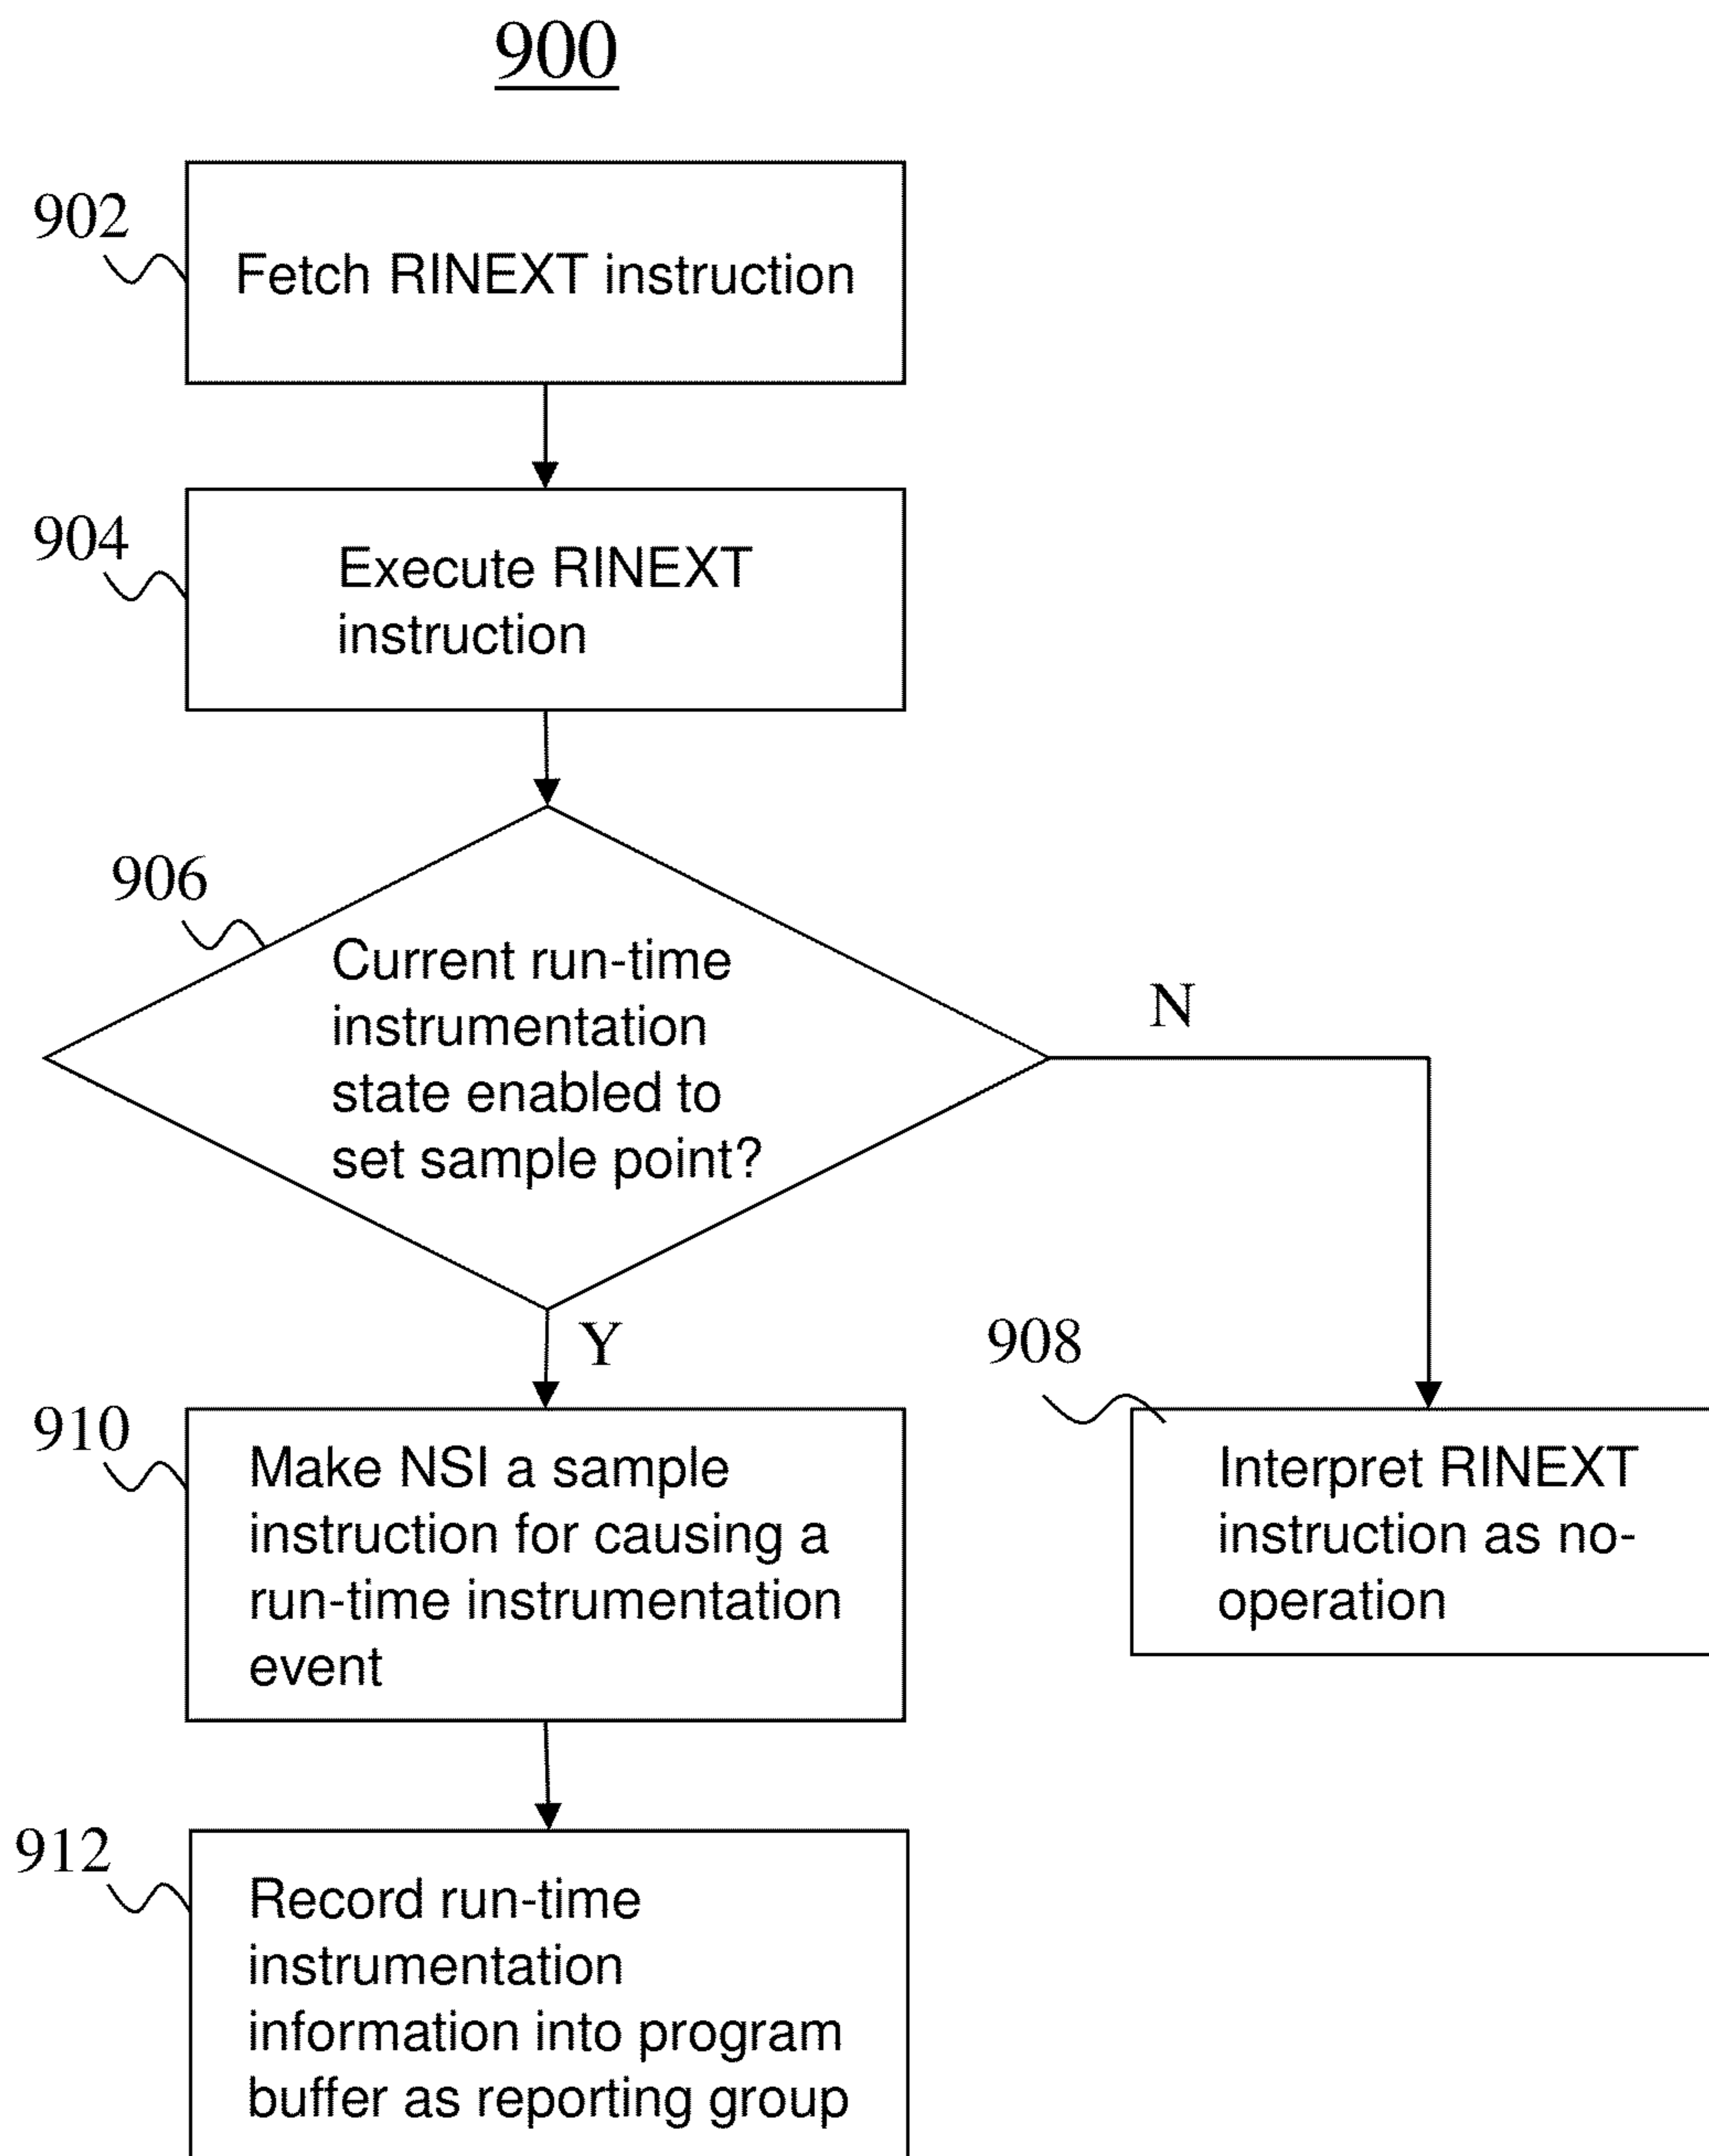 900
902
Fetch RINEXT instruction
904
Execute RINEXT
instruction
906
Current run-time
instrumentation
state enabled to
set sample point?
N
Y
908
910
Make NSI a sample
instruction for causing a
run-time instrumentation
event
Interpret RINEXT
instruction as no-
operation
912
Record run-time
instrumentation
information into program
buffer as reporting group